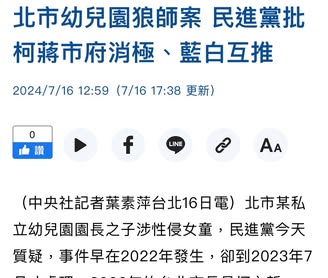 北市幼兒園狼師案 民進黨批
柯蔣市府消極、藍白互推
2024/7/16 12:59（7/16 17:38 更新）
0
讚
LINE
AA
（中央社記者葉素萍台北16日電）北市某私
立幼兒園園長之子涉性侵女童，民進黨今天
質疑，事件早在2022年發生，卻到2023年7